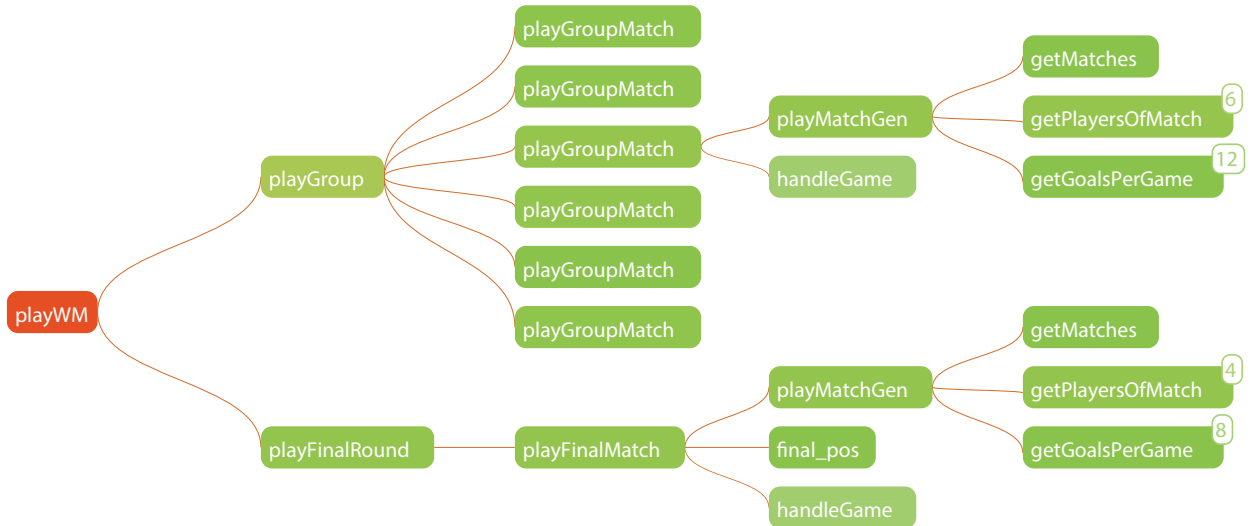 playGroupMatch
getMatches
playGroupMatch
6
playMatchGen
getPlayersOfMatch
playGroupMatch
12
playGroup
handleGame
getGoalsPerGame
playGroupMatch
playGroupMatch
playWM
playGroupMatch
getMatches
4
playMatchGen
getPlayersOfMatch
8
playFinalRound
playFinalMatch
final_pos
getGoalsPerGame
handleGame